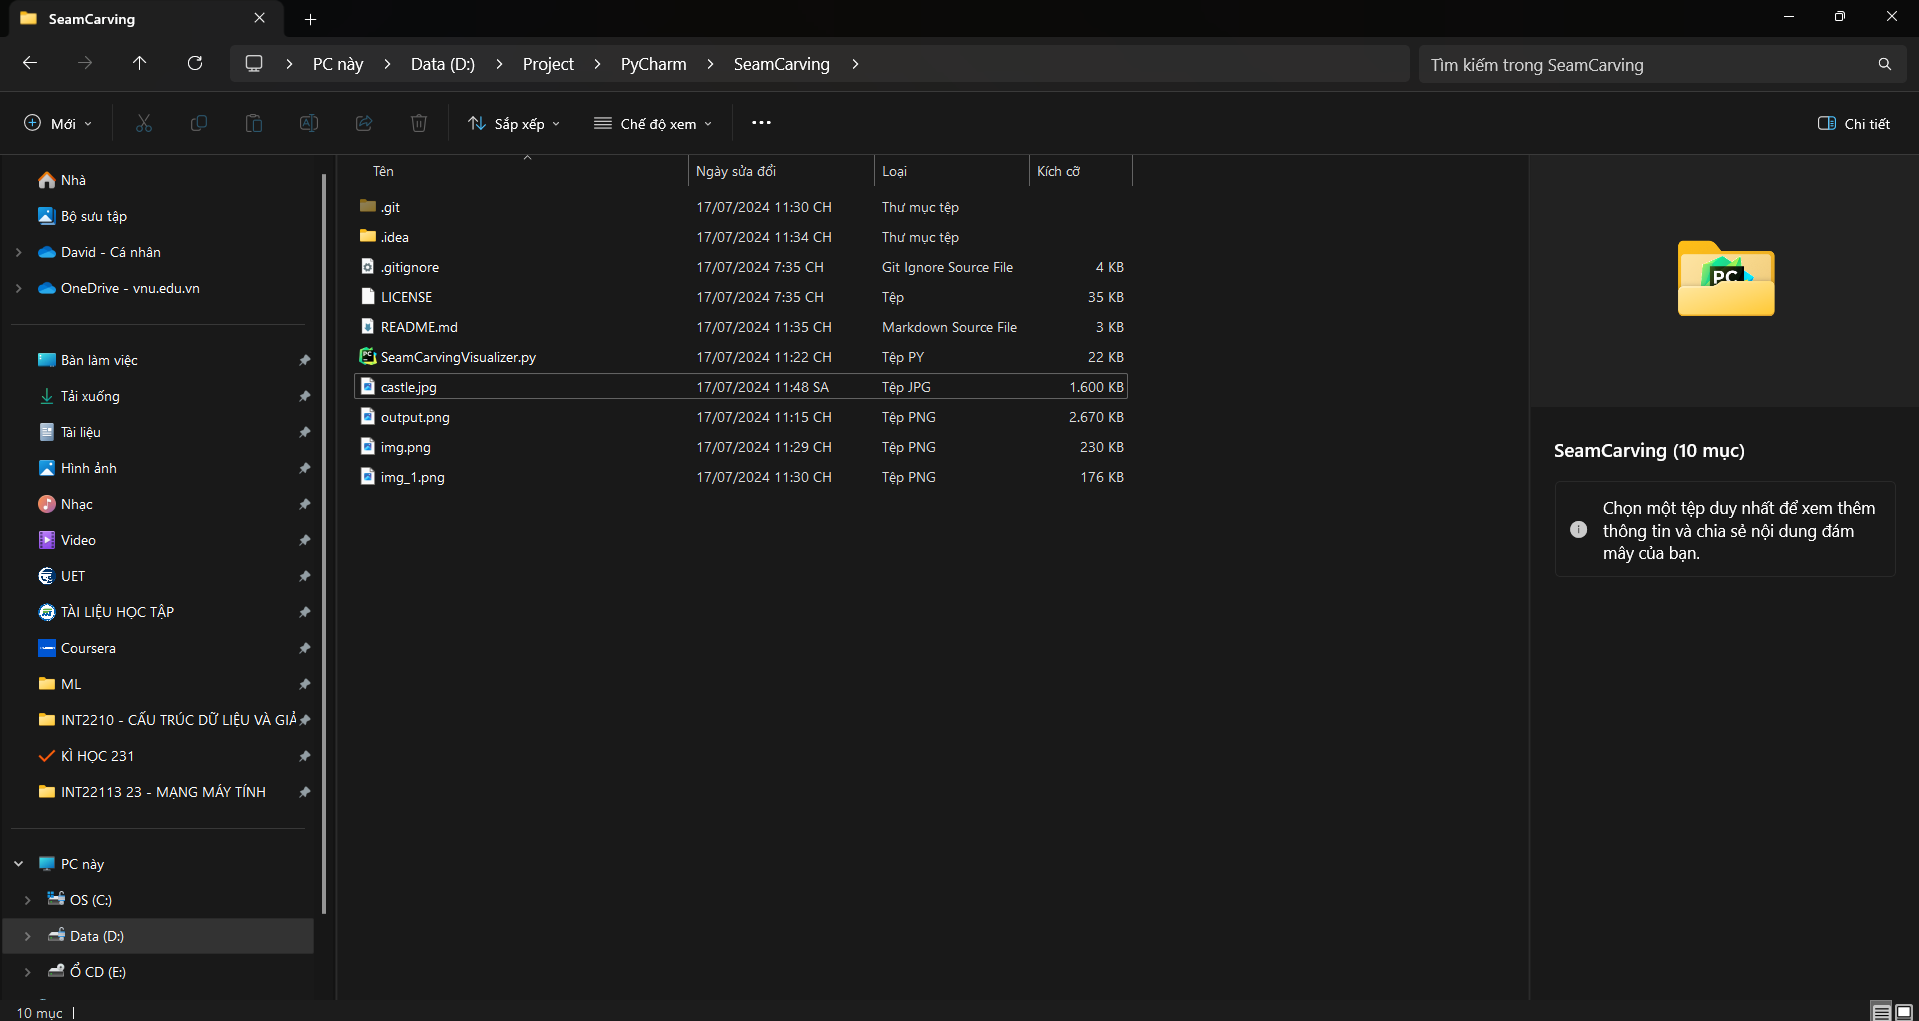 SeamCarving
PC này
Data (D:)
Project
PyCharm
SeamCarving
Tìm kiếm trong SeamCarving
Mới
Sắp xếp
Chế độ xem
Chi tiết
Nhà
Bộ sưu tập
David - Cá nhân
OneDrive - vnu.edu.vn
Bàn làm việc
Tải xuống
Tài liệu
Hình ảnh
Nhạc
Video
UET
TÀI LIỆU HỌC TẬP
Coursera
ML
INT2210 - CẤU TRÚC DỮ LIỆU VÀ GIẢ
KÌ HỌC 231
INT22113 23 - MẠNG MÁY TÍNH
PC này
OS (C:)
Data (D:)
Ổ CD (E:)
Tên Ngày sửa đổi Loại Kích cỡ
.git 17/07/2024 11:30 CH Thư mục tệp
.idea 17/07/2024 11:34 CH Thư mục tệp
.gitignore 17/07/2024 7:35 CH Git Ignore Source File 4 KB
LICENSE 17/07/2024 7:35 CH Tệp 35 KB
README.md 17/07/2024 11:35 CH Markdown Source File 3 KB
SeamCarvingVisualizer.py 17/07/2024 11:22 CH Tệp PY 22 KB
castle.jpg 17/07/2024 11:48 SA Tệp JPG 1.600 KB
output.png 17/07/2024 11:15 CH Tệp PNG 2.670 KB
img.png 17/07/2024 11:29 CH Tệp PNG 230 KB
img_1.png 17/07/2024 11:30 CH Tệp PNG 176 KB
PC
SeamCarving (10 mục)
Chọn một tệp duy nhất để xem thêm
thông tin và chia sẻ nội dung đám
mây của bạn.
10 mục